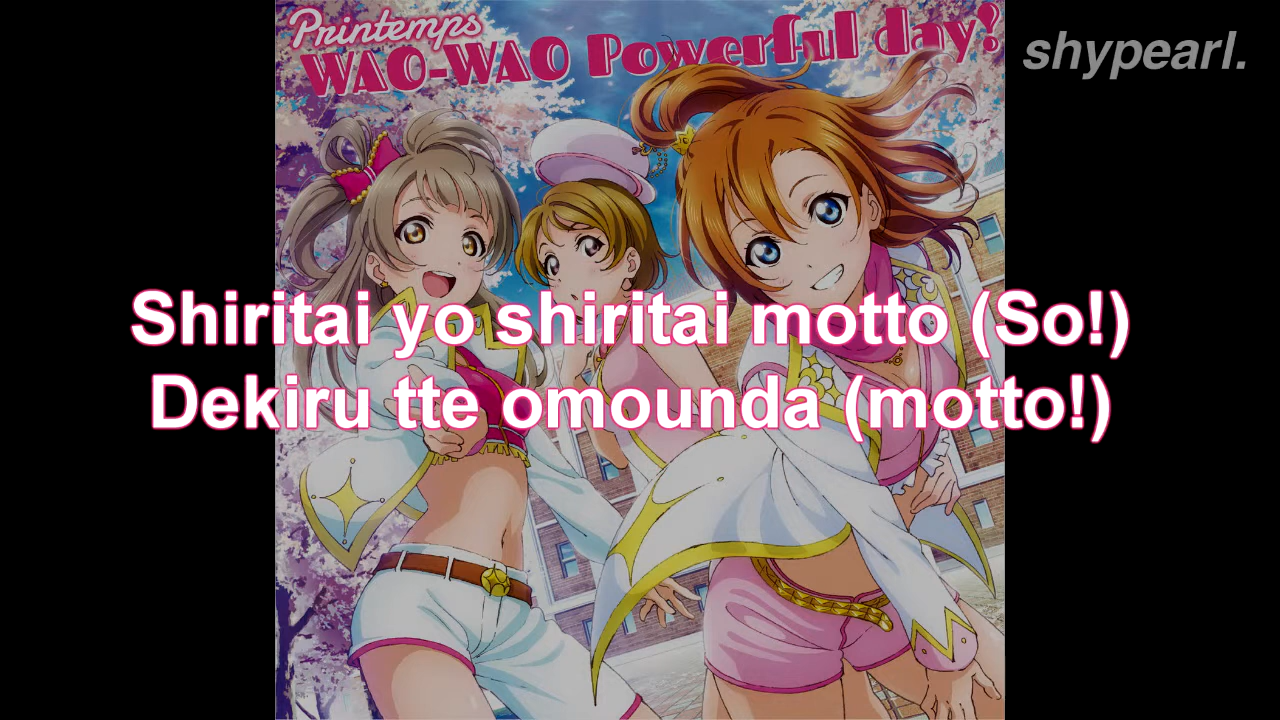 Printemps
WAO-WAO Powerful day!
shypearl.
Shiritai yo shiritai motto (So!)
Dekiru tte omounda (motto!)